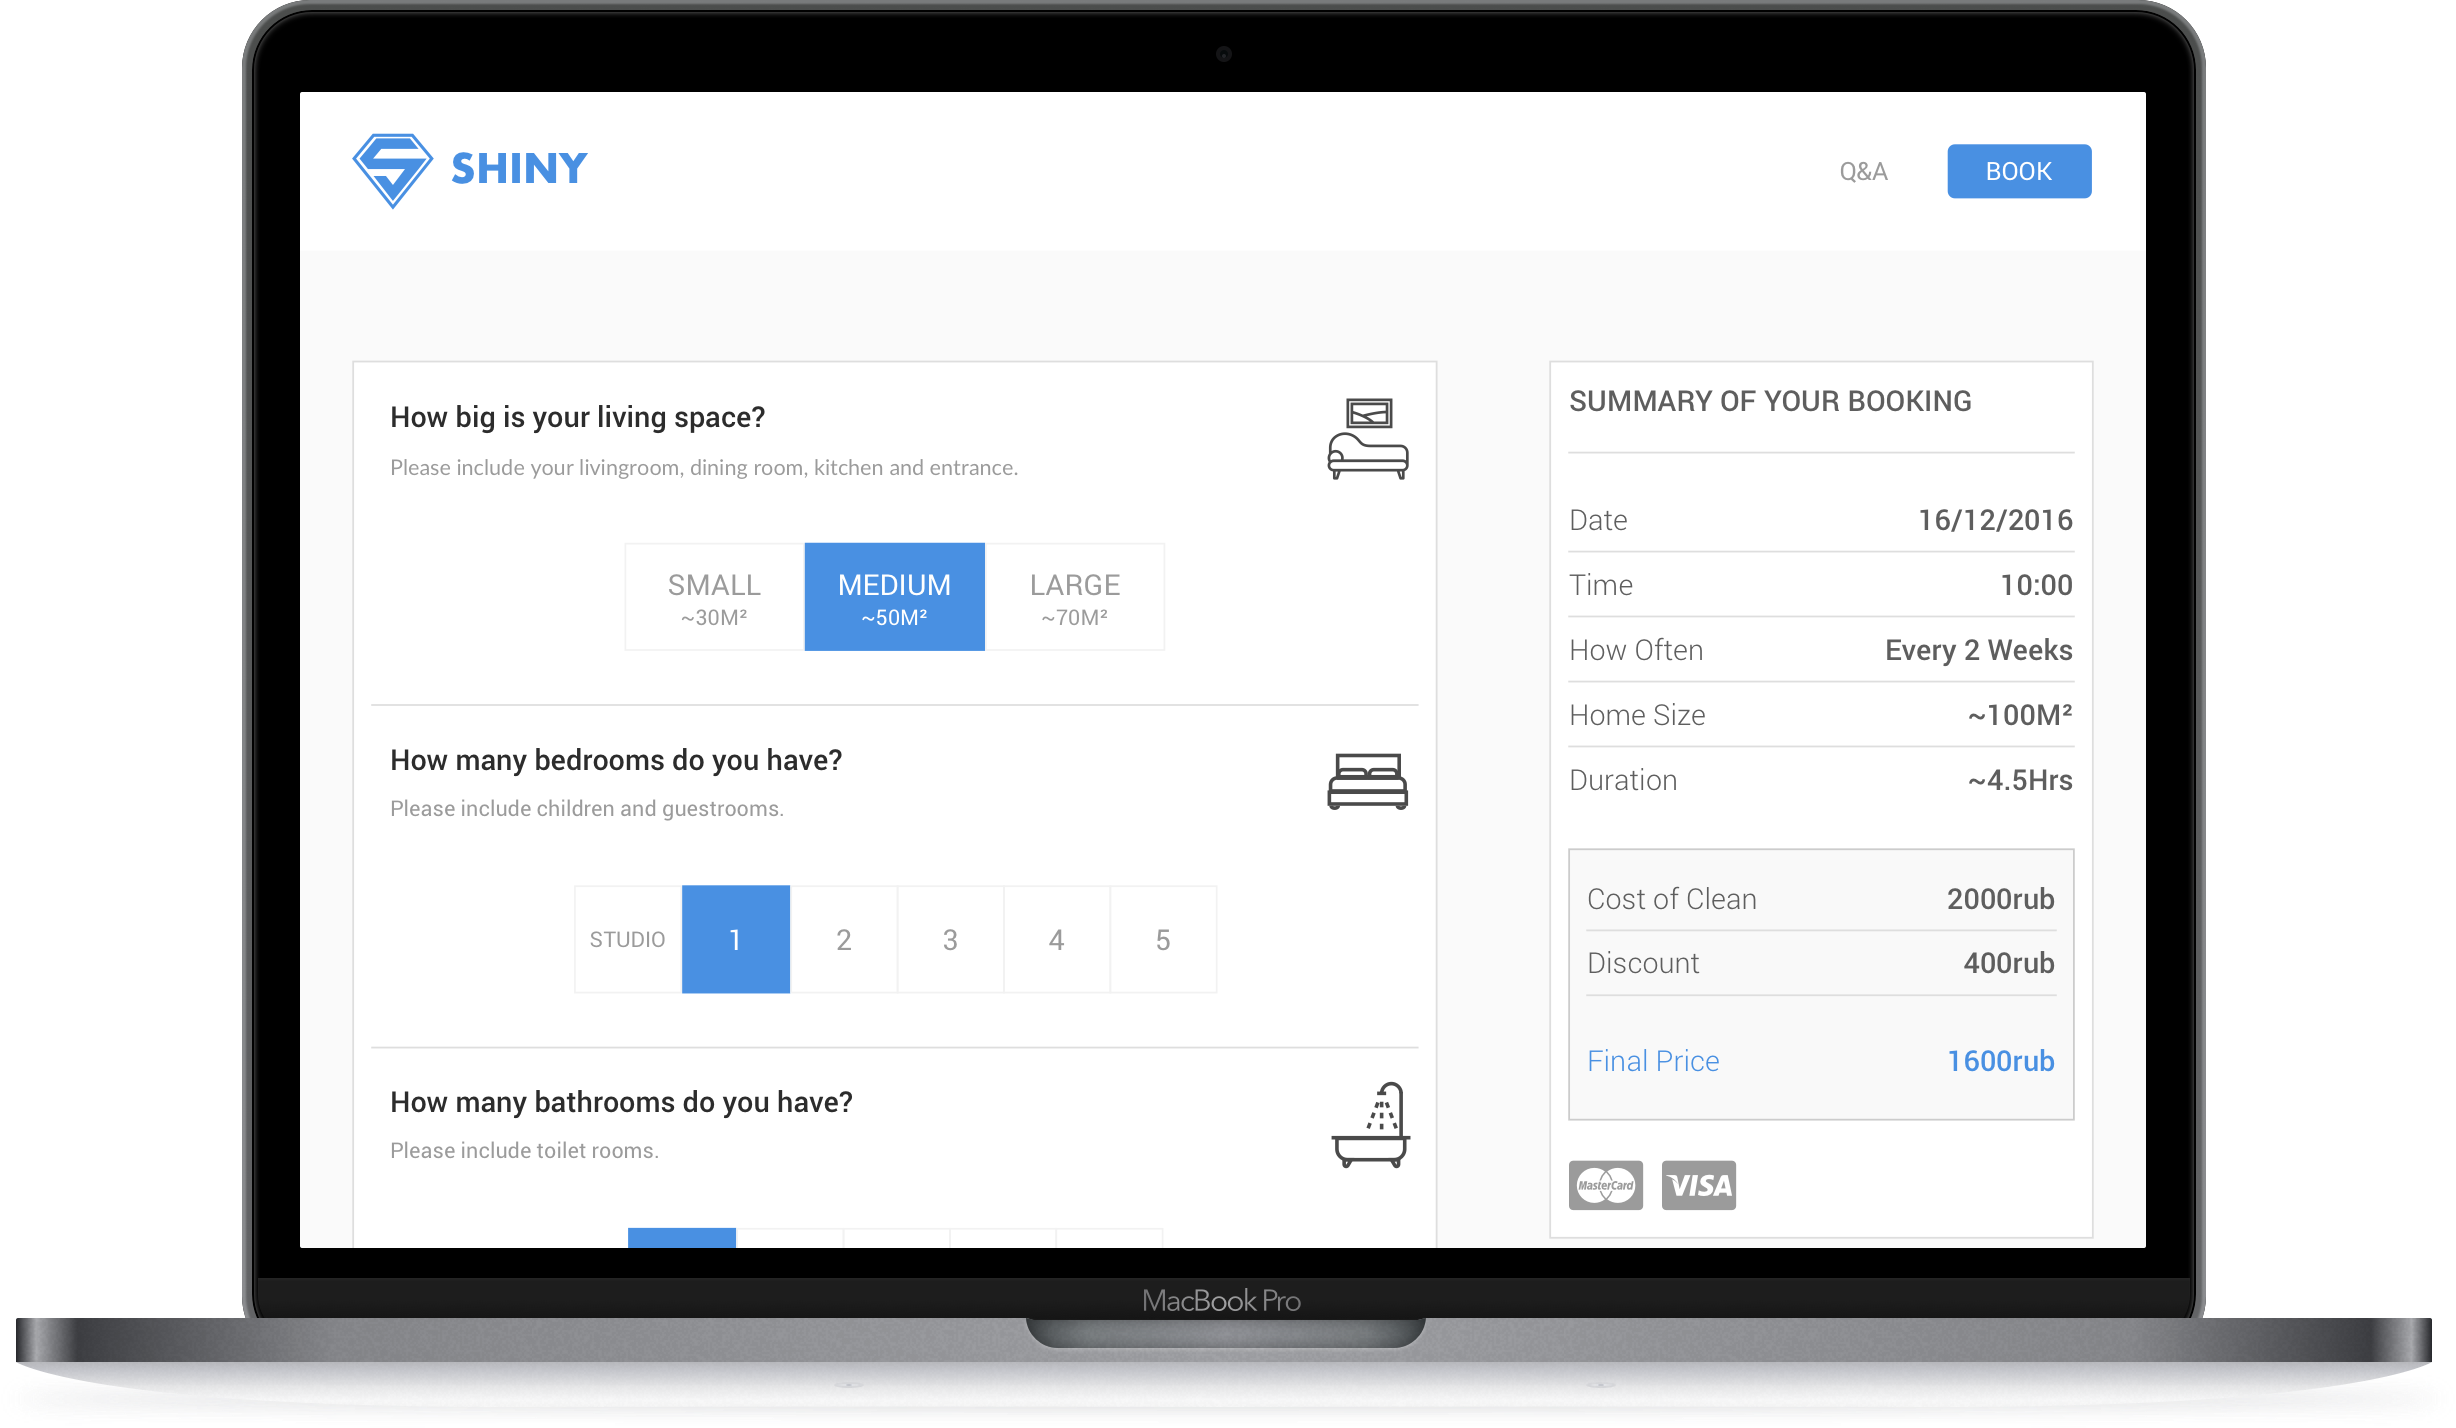 SHINY
Q&A
BOOK
How big is your living space?
Please include your livingroom, dining room, kitchen and entrance.
SMALL
~30M²
MEDIUM
~50M²
LARGE
~70M²
How many bedrooms do you have?
Please include children and guestrooms.
STUDIO
1
2
3
4
5
How many bathrooms do you have?
Please include toilet rooms.
SUMMARY OF YOUR BOOKING
Date 16/12/2016
Time 10:00
How Often Every 2 Weeks
Home Size ~100M²
Duration ~4.5Hrs
Cost of Clean 2000rub
Discount 400rub
Final Price 1600rub
MasterCard
VISA
MacBook Pro